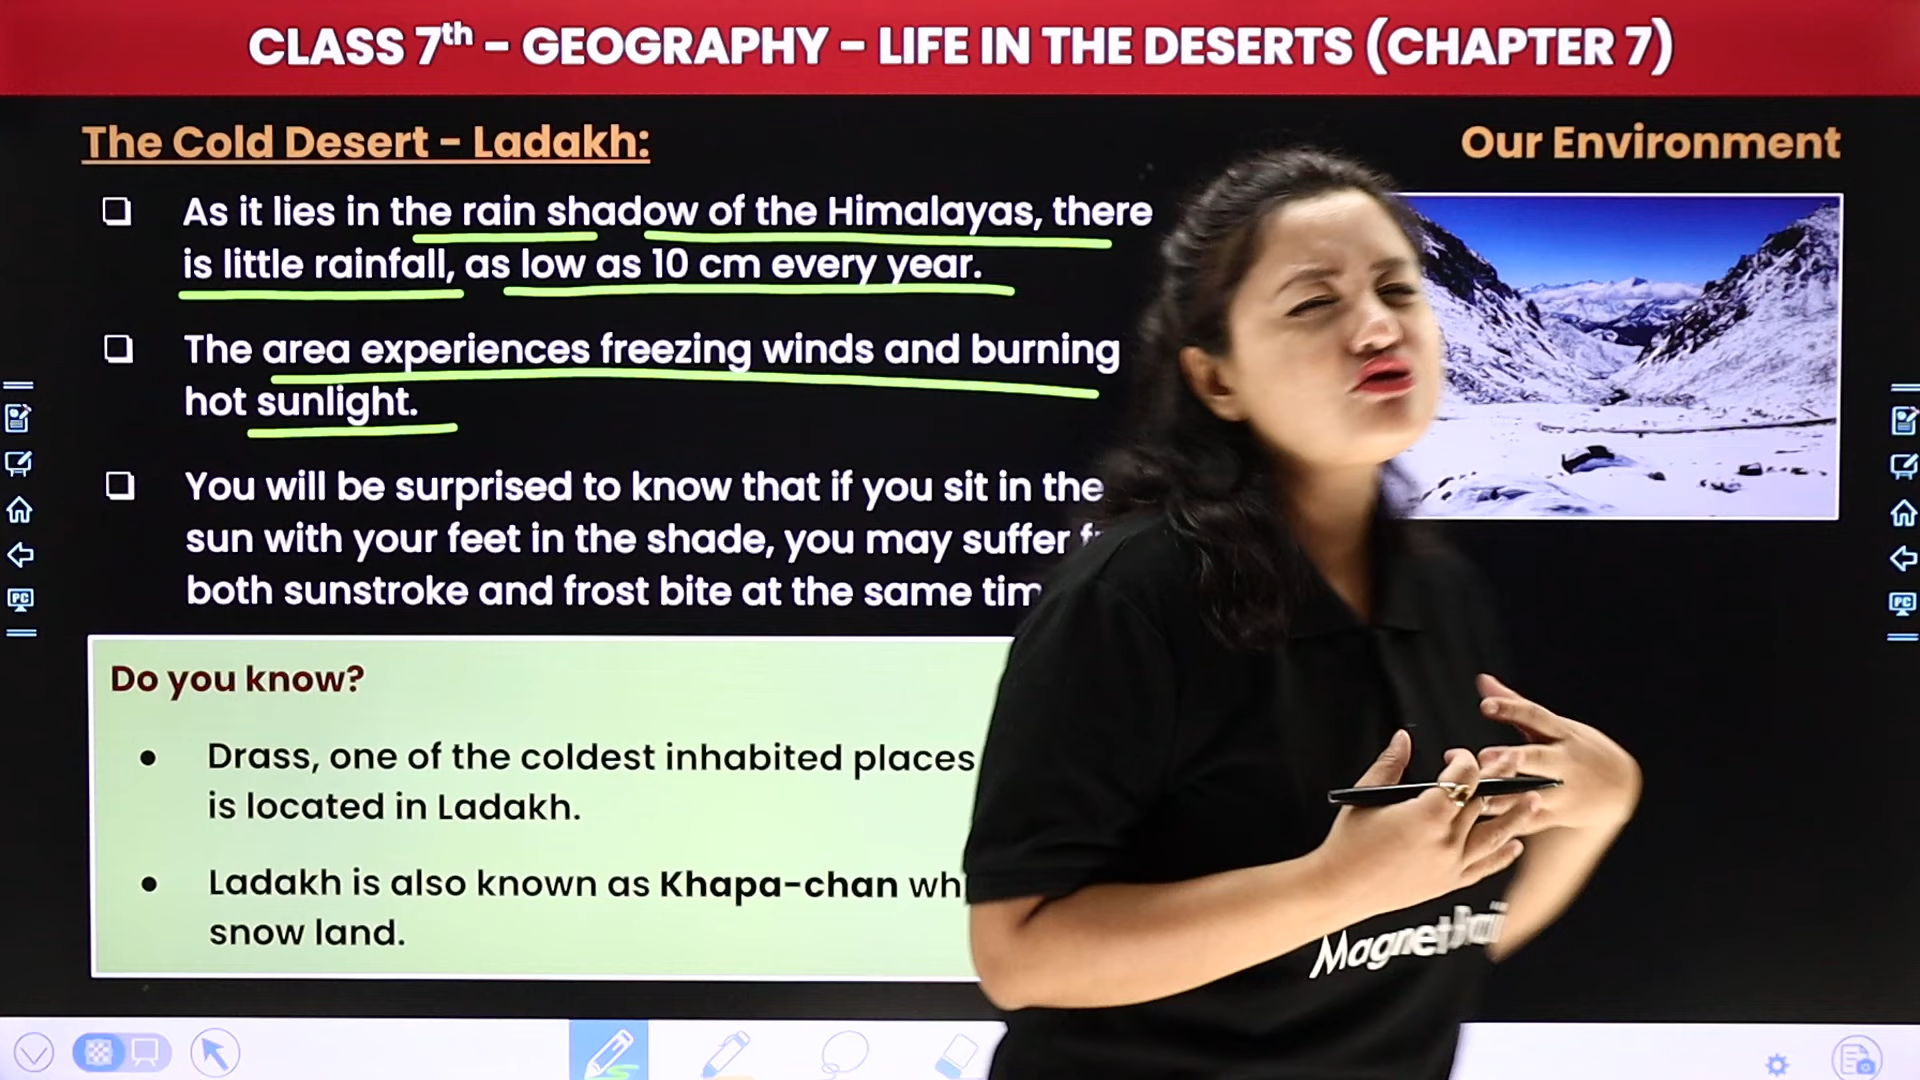 CLASS 7th - GEOGRAPHY - LIFE IN THE DESERTS (CHAPTER 7)
The Cold Desert - Ladakh:
Our Environment
As it lies in the rain shadow of the Himalayas, there
is little rainfall, as low as 10 cm every year.
The area experiences freezing winds and burning
hot sunlight.
You will be surprised to know that if you sit in the
sun with your feet in the shade, you may suffer
both sunstroke and frost bite at the same
Do you know?
Drass, one of the coldest inhabited places
is located in Ladakh.
Ladakh is also known as Khapa-chan
snow land.
PC
PC